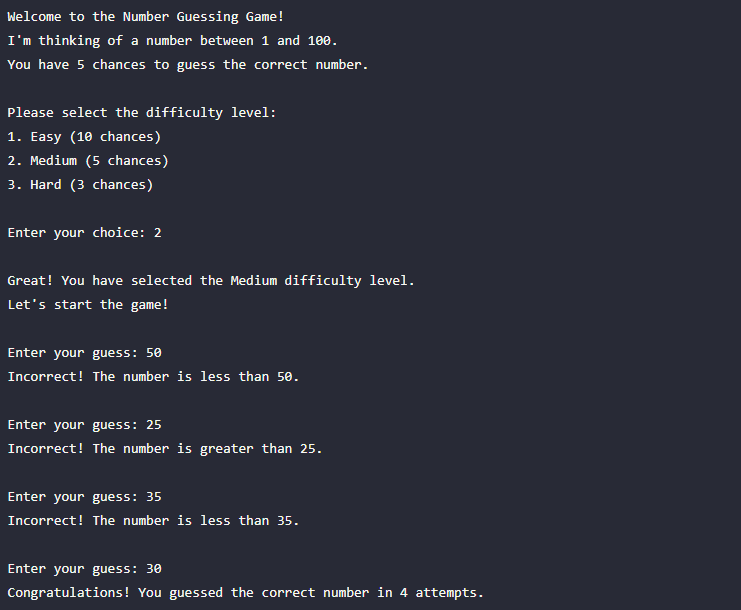 Welcome to the Number Guessing Game!
I'm thinking of a number between 1 and 100.
You have 5 chances to guess the correct number.
Please select the difficulty level:
1. Easy (10 chances)
2. Medium (5 chances)
3. Hard (3 chances)
Enter your choice: 2
Great! You have selected the Medium difficulty level.
Let's start the game!
Enter your guess: 50
Incorrect! The number is less than 50.
Enter your guess: 25
Incorrect! The number is greater than 25.
Enter your guess: 35
Incorrect! The number is less than 35.
Enter your guess: 30
Congratulations! You guessed the correct number in 4 attempts.